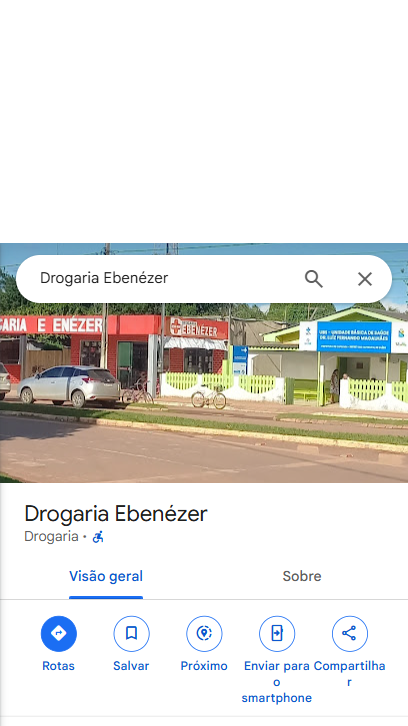 Drogaria Ebenézer
CARIA E ENÉZER
EBENÉZER
UBS - UNIDADE BÁSICA DE SAÚDE
DR. LUIZ FERNANDO MAGALHÃES
Drogaria Ebenézer
Drogaria •
Visão geral
Sobre
Rotas
Salvar
Próximo
Enviar para o smartphone
Compartilhar